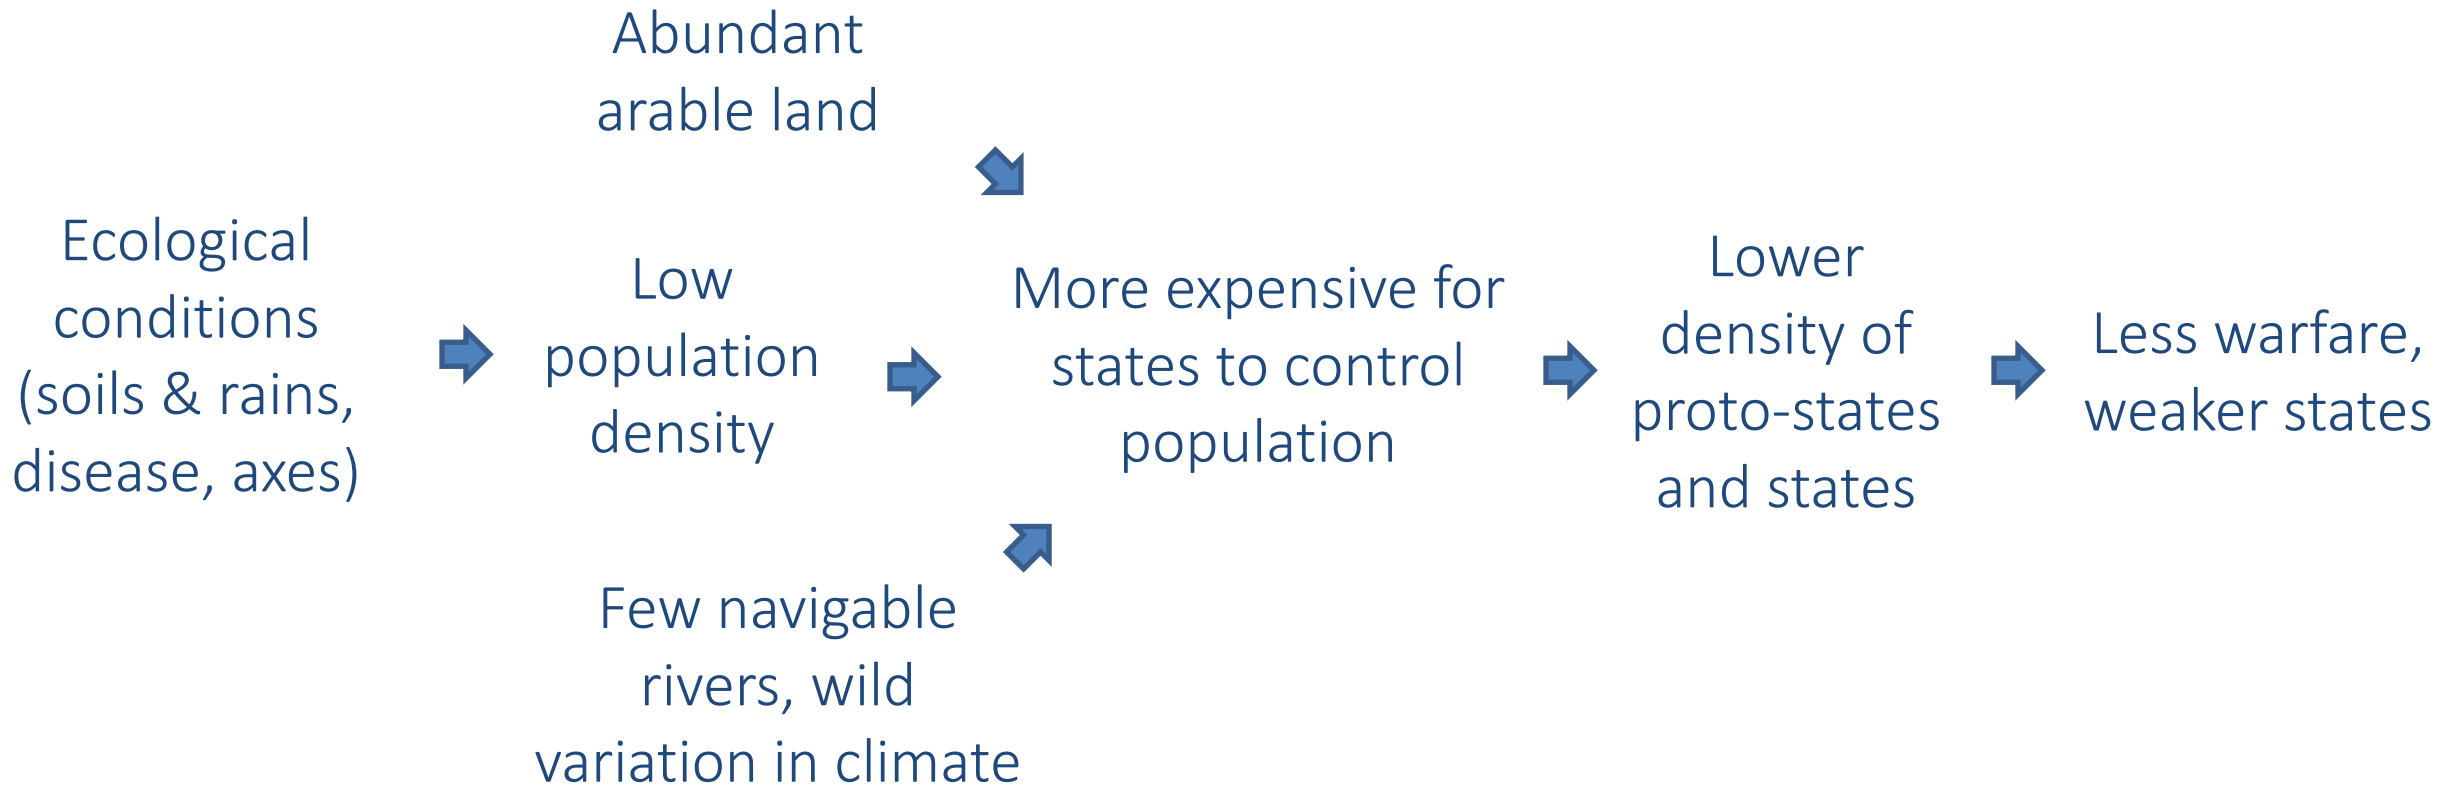 Abundant
arable land
Ecological
conditions
(soils & rains,
disease, axes)
Low
population
density
Few navigable
rivers, wild
variation in climate
More expensive for
states to control
population
Lower
density of
proto-states
and states
Less warfare,
weaker states